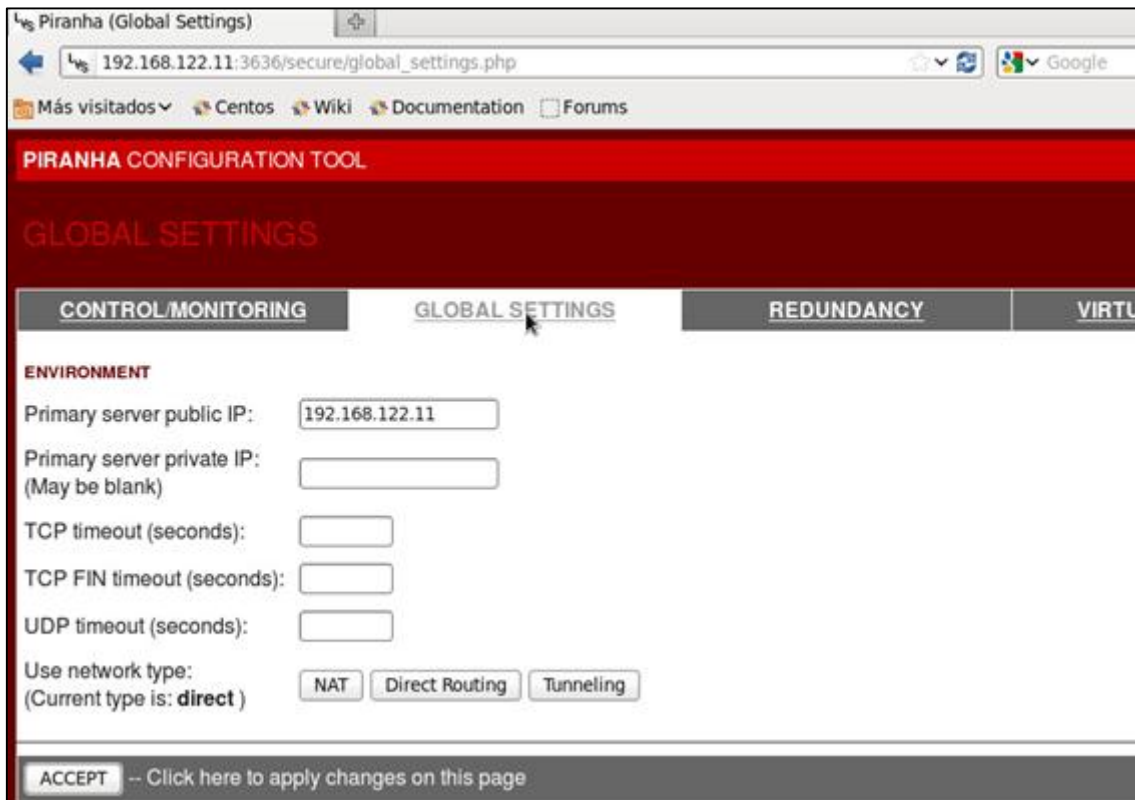 Piranha (Global Settings)
192.168.122.11:3636/secure/global_settings.php
Google
Más visitados Centos Wiki Documentation Forums
PIRANHA CONFIGURATION TOOL
GLOBAL SETTINGS
CONTROL/MONITORING GLOBAL SETTINGS REDUNDANCY VIRTU
ENVIRONMENT
Primary server public IP: 192.168.122.11
Primary server private IP:
(May be blank)
TCP timeout (seconds):
TCP FIN timeout (seconds):
UDP timeout (seconds):
Use network type:
(Current type is: direct )
NAT Direct Routing Tunneling
ACCEPT -- Click here to apply changes on this page